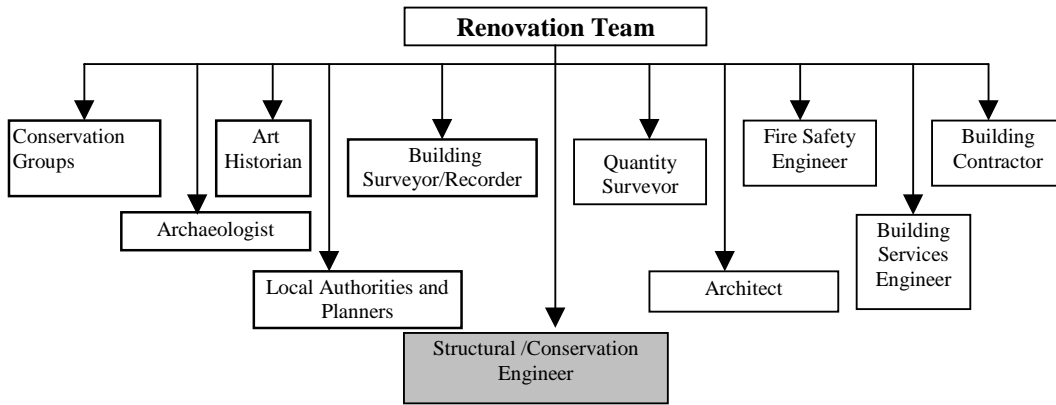 Renovation Team
Conservation
Groups
Art
Historian
Building
Surveyor/Recorder
Quantity
Surveyor
Fire Safety
Engineer
Building
Contractor
Archaeologist
Building
Services
Engineer
Local Authorities and
Planners
Architect
Structural /Conservation
Engineer